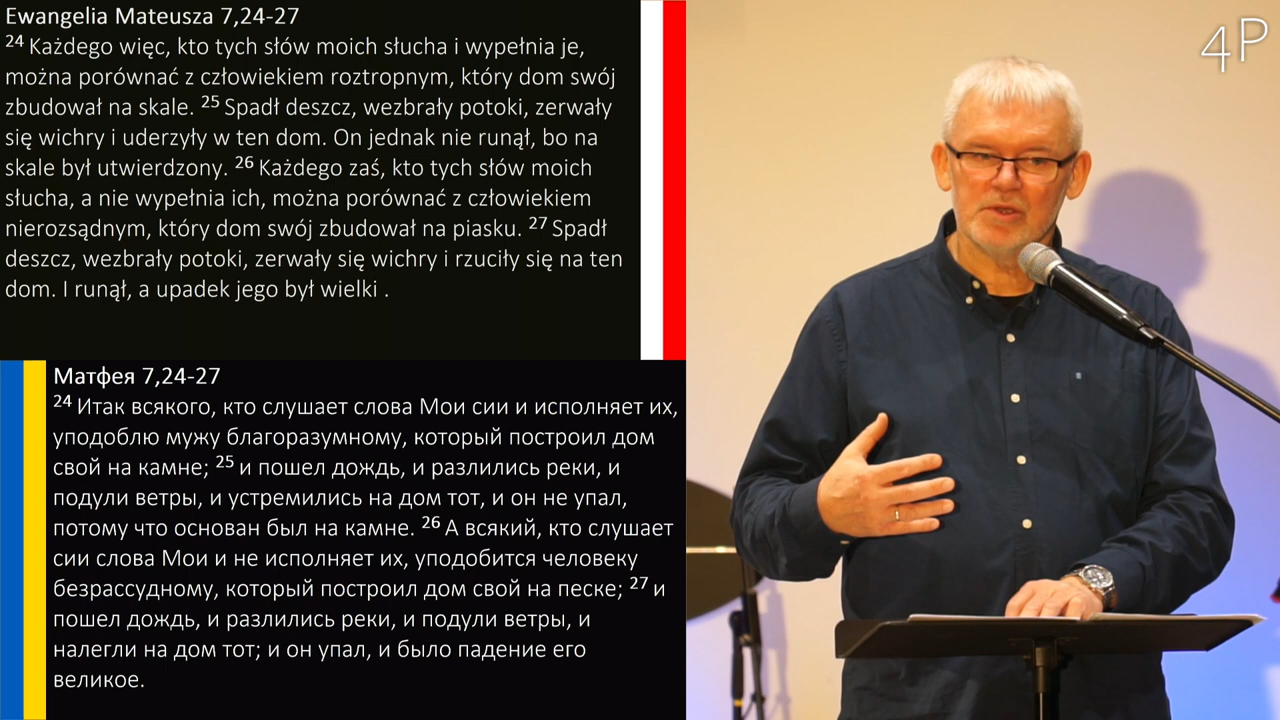 Ewangelia Mateusza 7,24-27
24 Każdego więc, kto tych słów moich słucha i wypełnia je,
można porównać z człowiekiem roztropnym, który dom swój
zbudował na skale. 25 Spadł deszcz, wezbrały potoki, zerwały
się wichry i uderzyły w ten dom. On jednak nie runął, bo na
skale był utwierdzony. 26 Każdego zaś, kto tych słów moich
słucha, a nie wypełnia ich, można porównać z człowiekiem
nierozsądnym, który dom swój zbudował na piasku. 27 Spadł
deszcz, wezbrały potoki, zerwały się wichry i rzuciły się na ten
dom. I runął, a upadek jego był wielki .
Матфея 7,24-27
24 Итак всякого, кто слушает слова Мои сии и исполняет их,
уподоблю мужу благоразумному, который построил дом
свой на камне; 25 и пошел дождь, и разлились реки, и
подули ветры, и устремились на дом тот, и он не упал,
потому что основан был на камне. 26 А всякий, кто слушает
сии слова Мои и не исполняет их, уподобится человеку
безрассудному, который построил дом свой на песке; 27 и
пошел дождь, и разлились реки, и подули ветры, и
налегли на дом тот; и он упал, и было падение его
великое.
4P